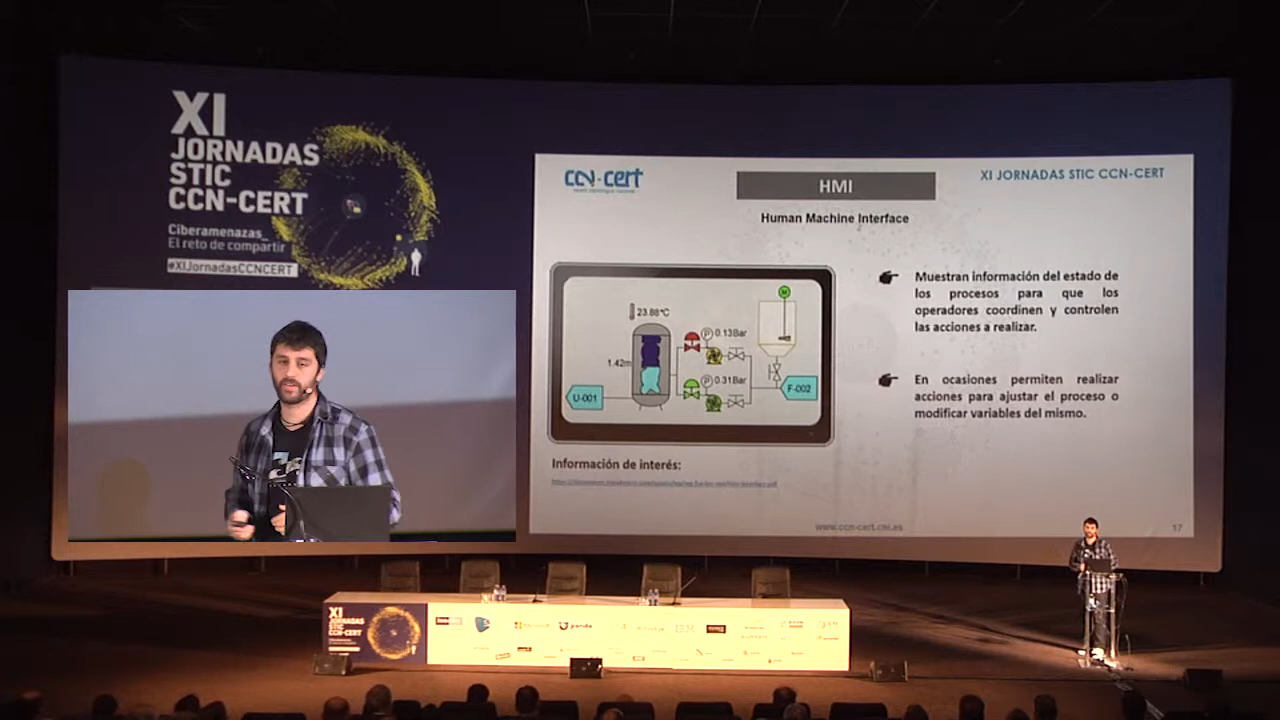 XI
JORNADAS
STIC
CCN-CERT
Ciberamenazas_
El reto de compartir
#XIJornadasCCNCERT
ccn-cert
HMI
XI JORNADAS STIC CCN-CERT
Human Machine Interface
Muestran información del estado de
los procesos para que los
operadores coordinen y controlen
las acciones a realizar.
En ocasiones permiten realizar
acciones para ajustar el proceso o
modificar variables del mismo.
23.88°C
M
P 0.13Bar
1.42m
P 0.31Bar
U-001
F-002
Información de interés:
www.ccn-cert.cni.es
17
XI
JORNADAS
STIC
CCN-CERT
Microsoft
panda
IBM